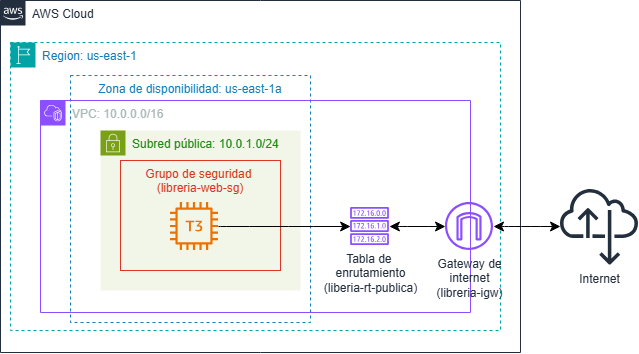 aws
AWS Cloud
Region: us-east-1
Zona de disponibilidad: us-east-1a
VPC: 10.0.0.0/16
Subred pública: 10.0.1.0/24
Grupo de seguridad
(libreria-web-sg)
T3
172.16.0.0
172.16.1.0
172.16.2.0
Tabla de
enrutamiento
(liberia-rt-publica)
Gateway de
internet
(libreria-igw)
Internet